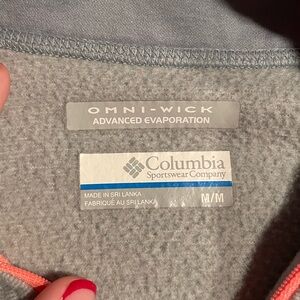 OMNI-WICK
ADVANCED EVAPORATION
Columbia
Sportswear Company
MADE IN SRI LANKA
FABRIQUÉ AU SRI LANKA
M/M